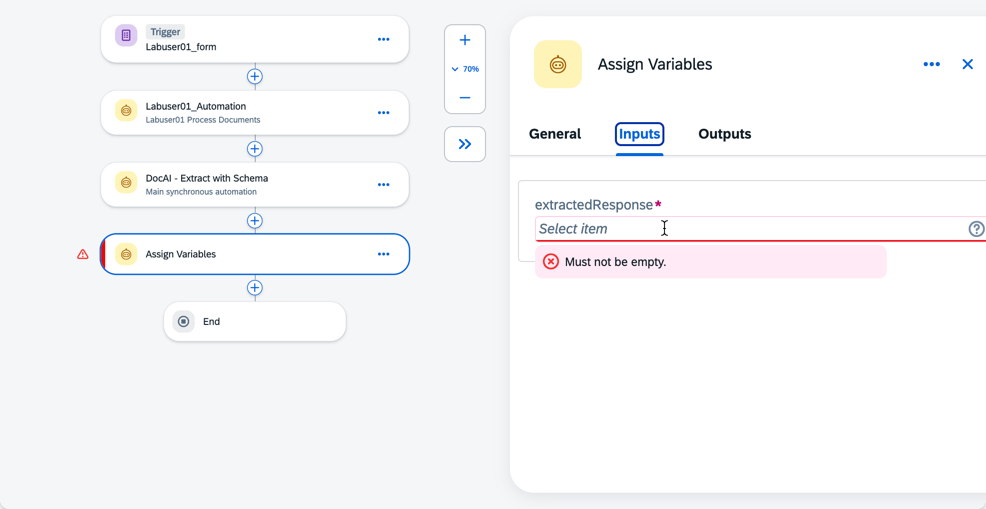 Trigger
Labuser01_form
Labuser01_Automation
Labuser01 Process Documents
DocAI - Extract with Schema
Main synchronous automation
Assign Variables
End
70%
Assign Variables
General Inputs Outputs
extractedResponse*
Select item
Must not be empty.